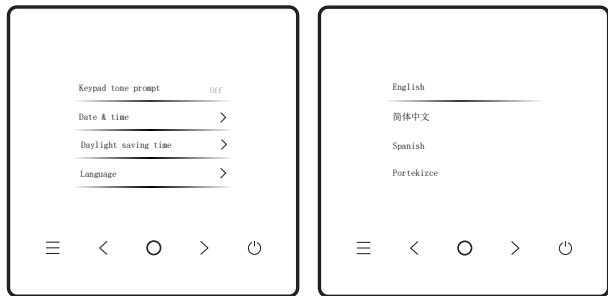 Keypad tone prompt Off
Date & time
Daylight saving time
Language
English
简体中文
Spanish
Portekizce